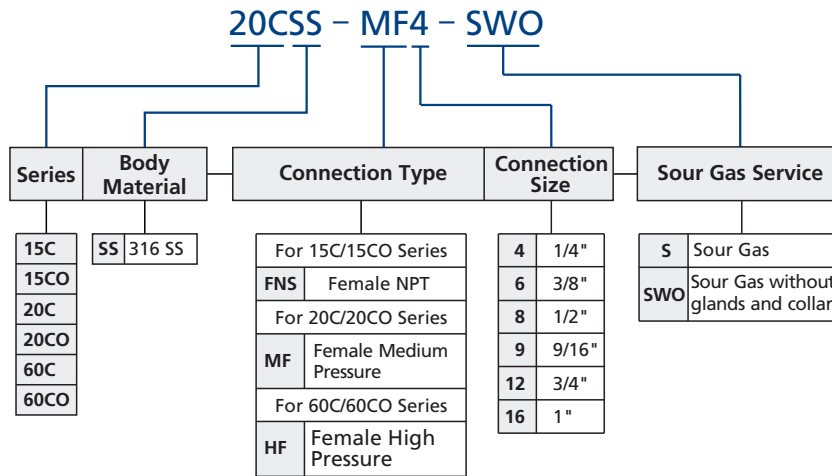 20CSS – MF4 – SWO
Series
Body
Material
Connection Type
Connection
Size
Sour Gas Service
15C
15CO
20C
20CO
60C
60CO
SS 316 SS
For 15C/15CO Series
FNS Female NPT
For 20C/20CO Series
MF Female Medium
Pressure
For 60C/60CO Series
HF Female High
Pressure
4 1/4"
6 3/8"
8 1/2"
9 9/16"
12 3/4"
16 1"
S Sour Gas
SWO Sour Gas without
glands and collar